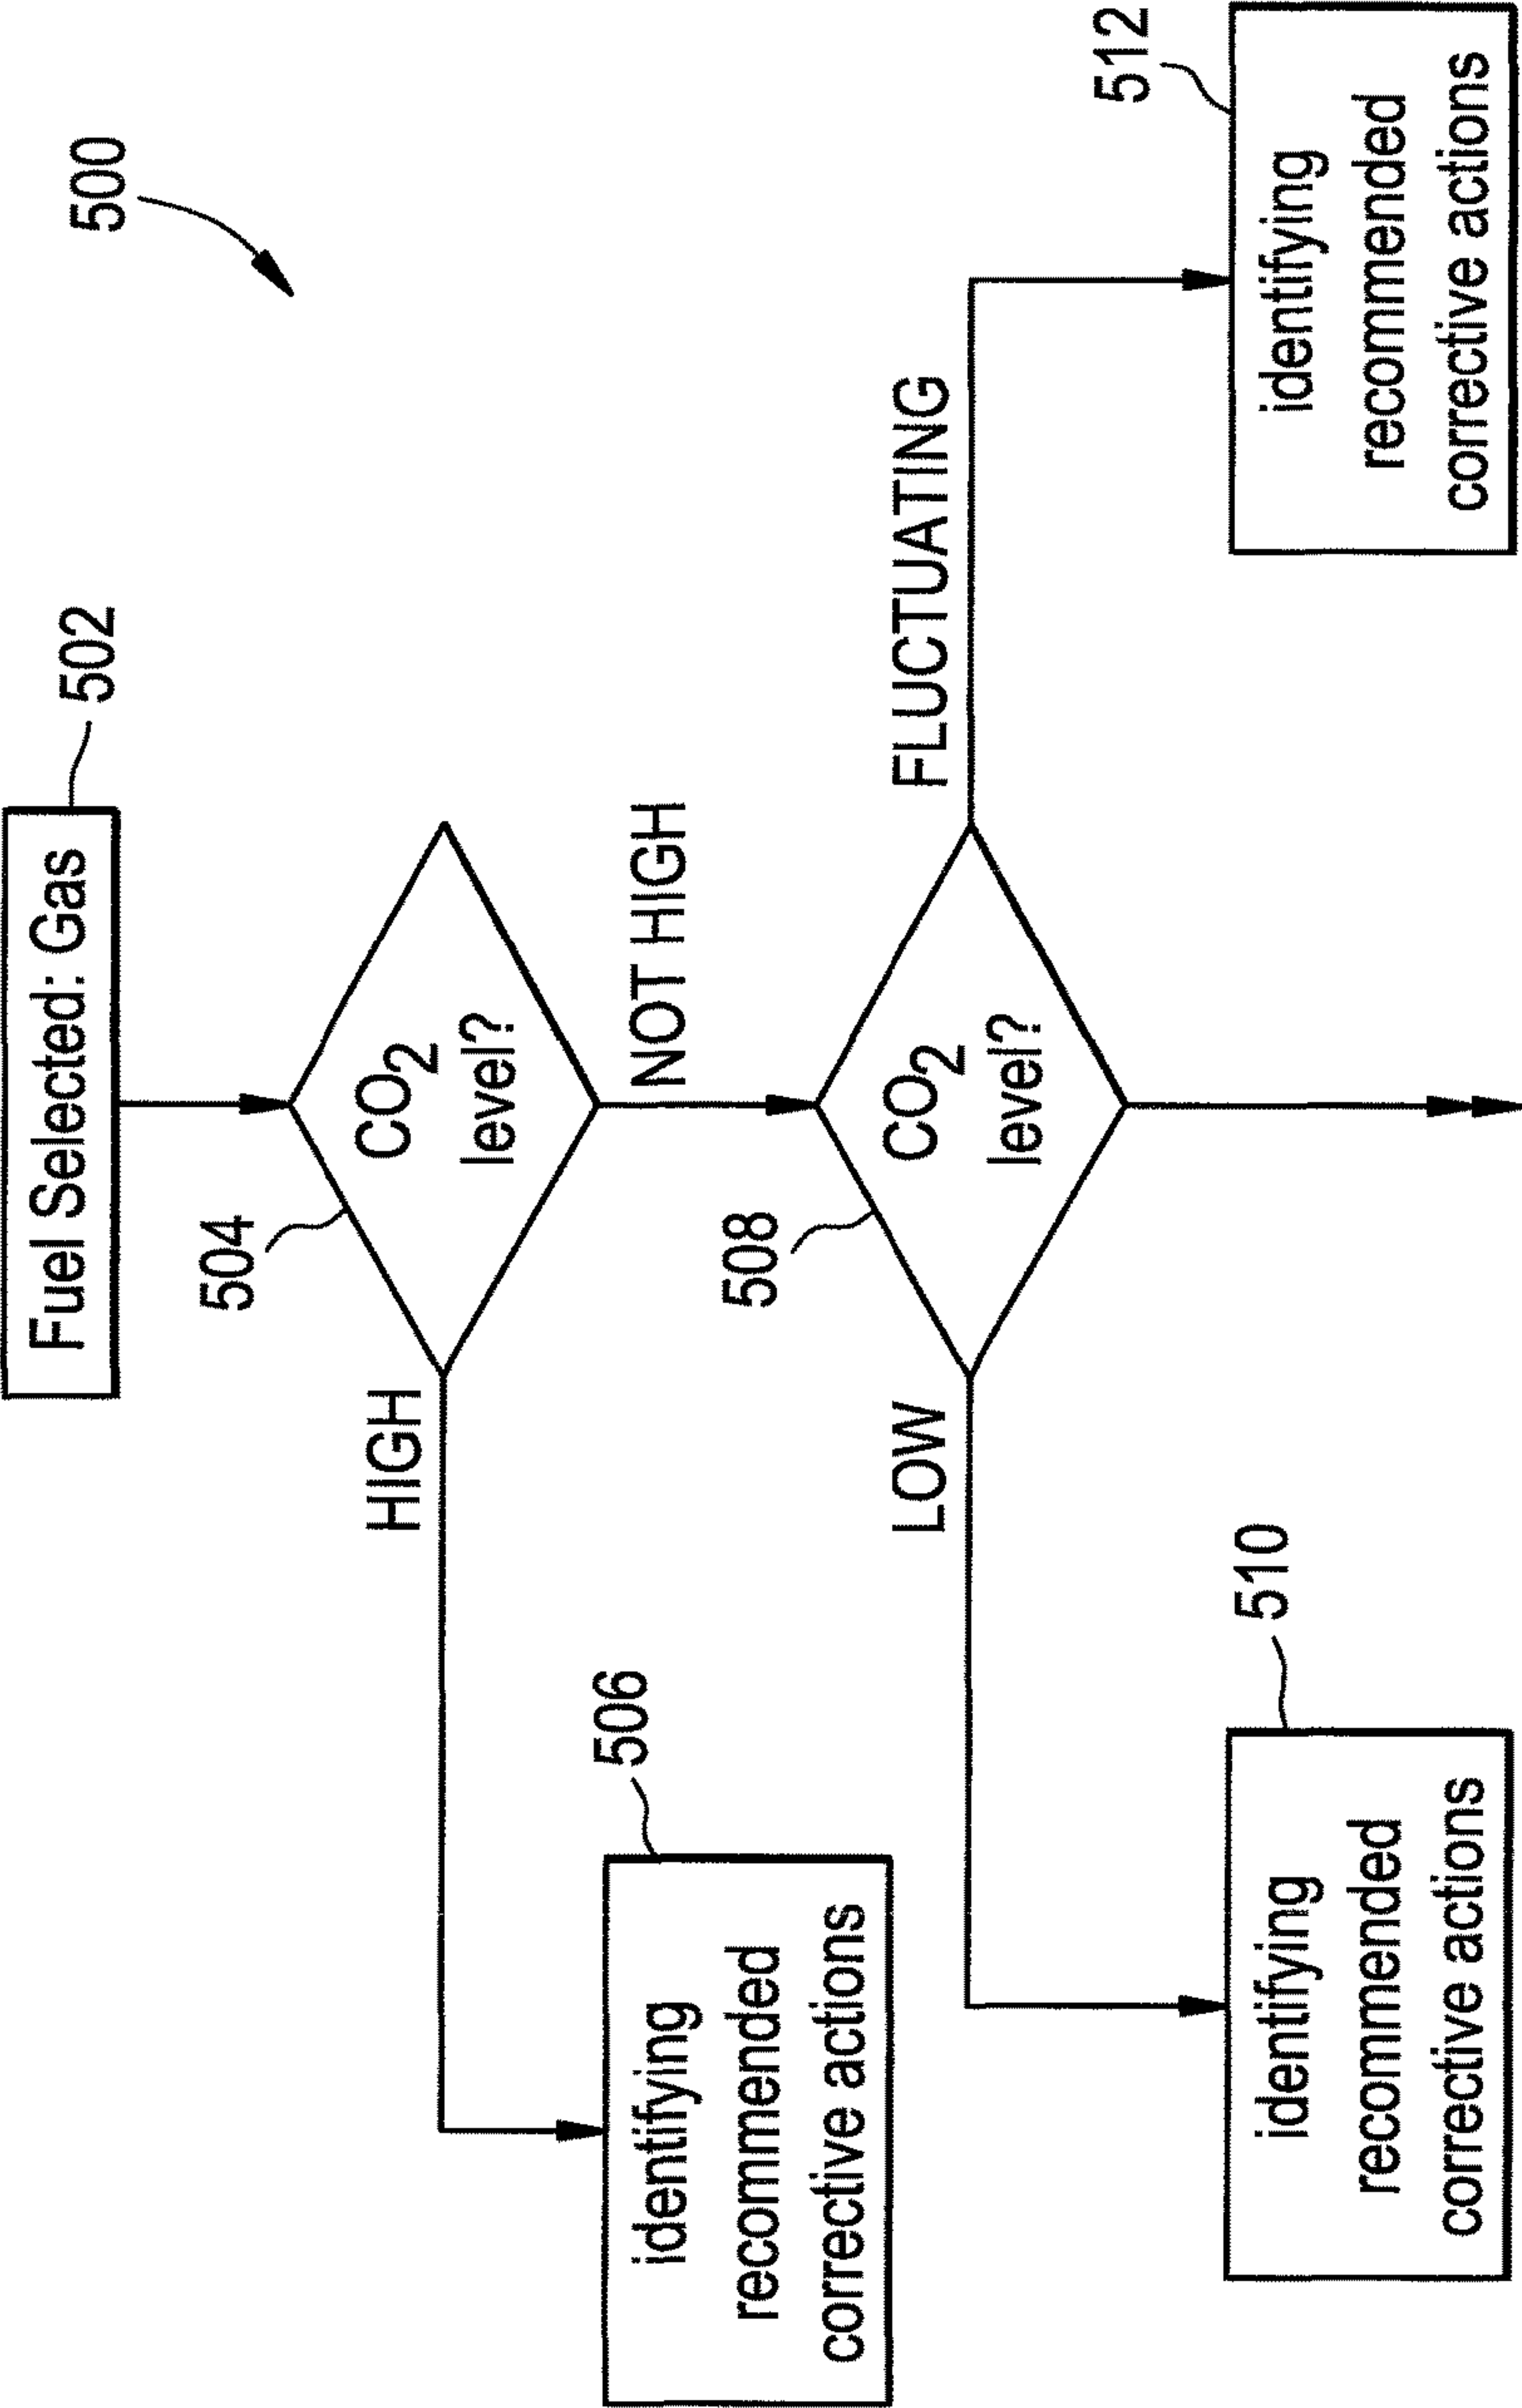 500
Fuel Selected: Gas
502
504
CO2
level?
HIGH
NOT HIGH
506
identifying
recommended
corrective actions
508
CO2
level?
LOW
FLUCTUATING
510
identifying
recommended
corrective actions
512
identifying
recommended
corrective actions